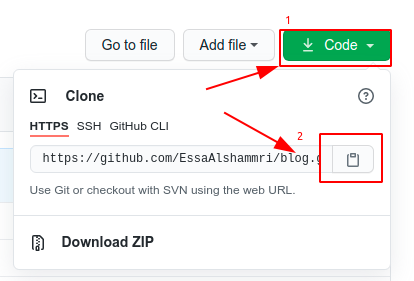 1
Go to file Add file Code
Clone
HTTPS SSH GitHub CLI
2
https://github.com/EssaAlshammri/blog.g
Use Git or checkout with SVN using the web URL.
Download ZIP